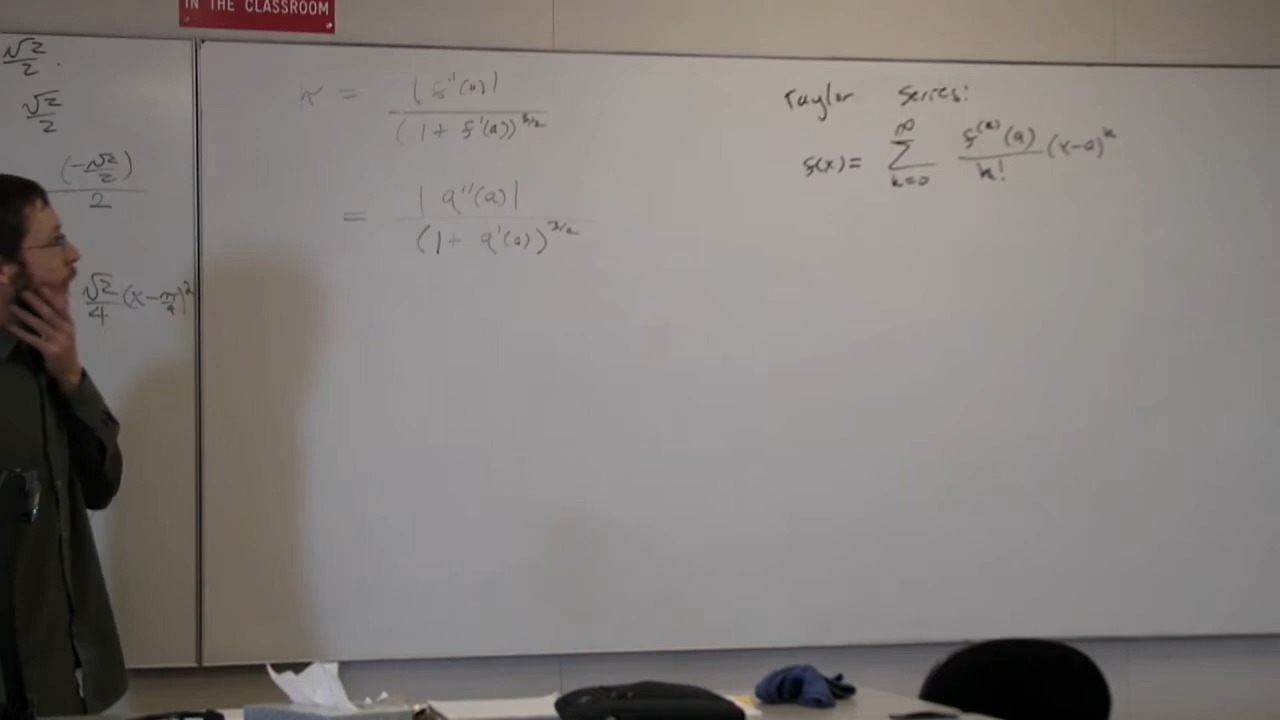 IN THE CLASSROOM
√2/2.
√2/2
(-√2/2)/2
√2/4 (x-π/4)²
κ = |f''(a)| / (1 + f'(a))^3/2
= |q''(a)| / (1 + q'(a))^3/2
Taylor Series:
f(x) = ∞ Σ k=0 f^(k)(a)/k! (x-a)^k